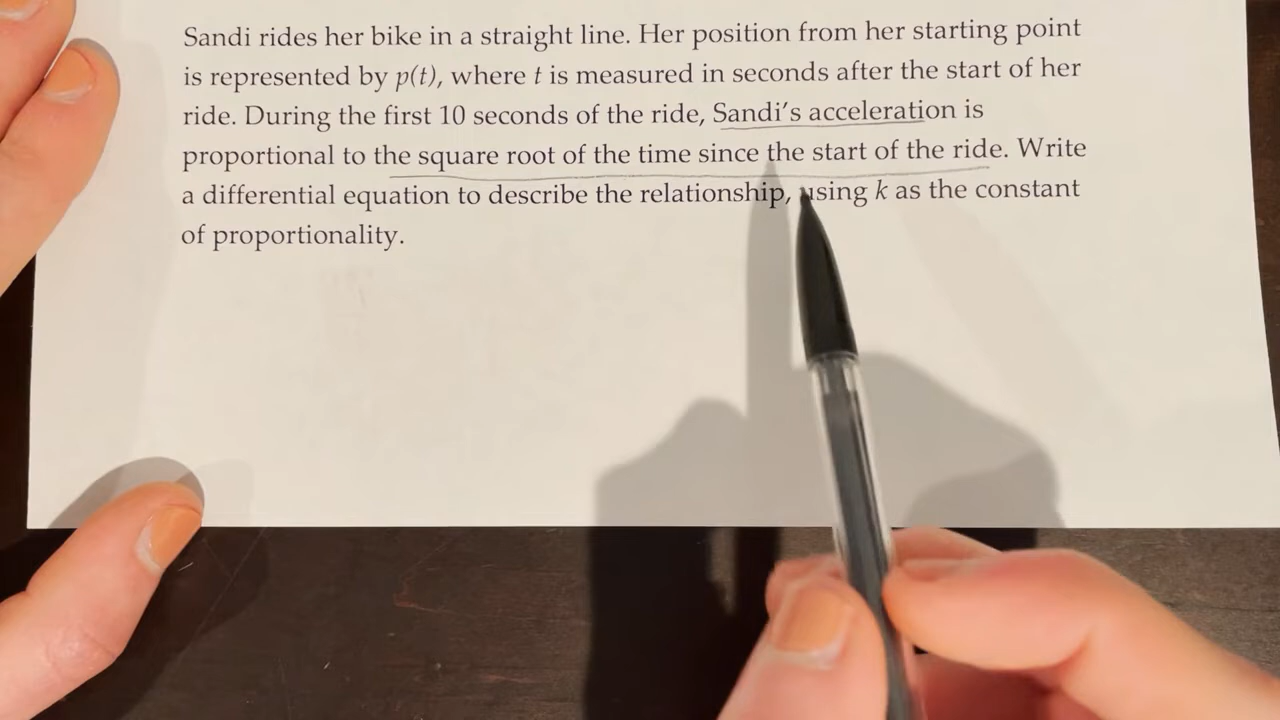 Sandi rides her bike in a straight line. Her position from her starting point
is represented by p(t), where t is measured in seconds after the start of her
ride. During the first 10 seconds of the ride, Sandi's acceleration is
proportional to the square root of the time since the start of the ride. Write
a differential equation to describe the relationship, using k as the constant
of proportionality.